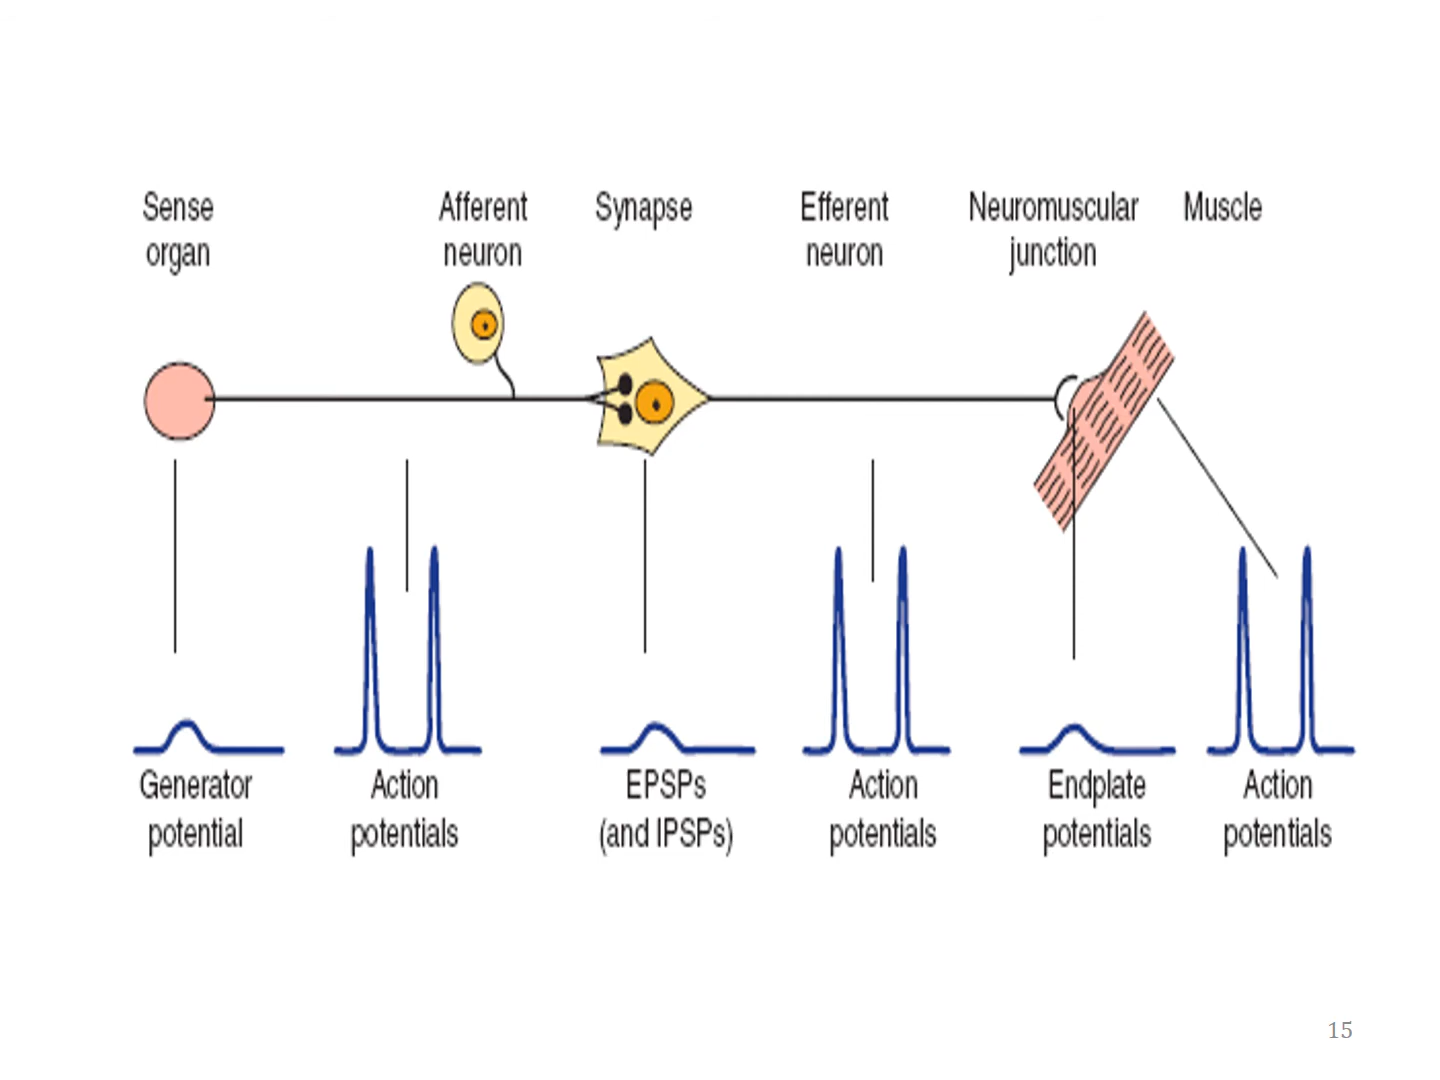 Sense
organ
Afferent
neuron
Synapse
Efferent
neuron
Neuromuscular
junction
Muscle
Generator
potential
Action
potentials
EPSPs
(and IPSPs)
Action
potentials
Endplate
potentials
Action
potentials
15